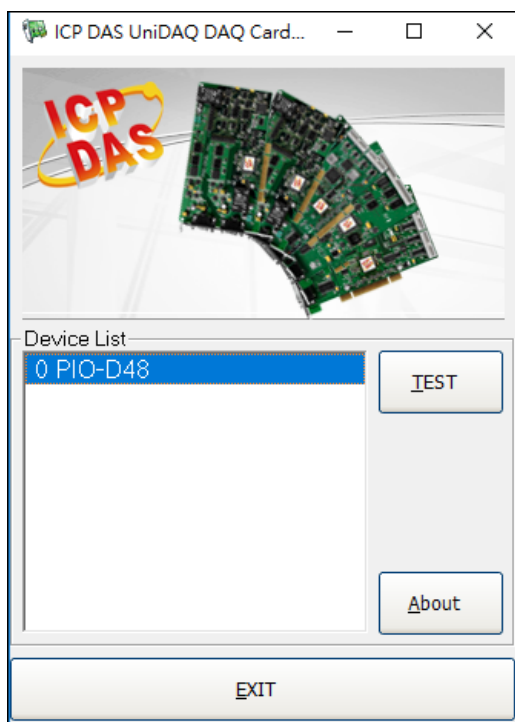 ICP DAS UniDAQ DAQ Card...
ICP
DAS
Device List
0 PIO-D48
TEST
About
EXIT